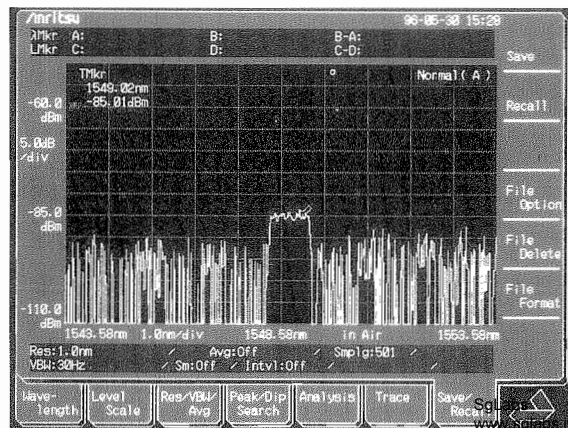 Anritsu 96-05-30 15:29
λMkr A: B: B-A:
LMkr C: D: C-D:
Save
TMkr Normal(A)
1549.02nm
-60.0 -85.01dBm
dBm
Recall
5.0dB
/div
File
Option
-85.0
dBm
File
Delete
File
Format
-110.0
dBm
1543.58nm 1.0nm/div 1548.58nm in Air 1553.58nm
Res:1.0nm / Avg:Off / Smplg:501 /
VBW:30Hz / Sm:Off / Intvl:Off /
Wave-
length
Level
Scale
Res/VBW/
Avg
Peak/Dip
Search
Analysis
Trace
Save/
Recall